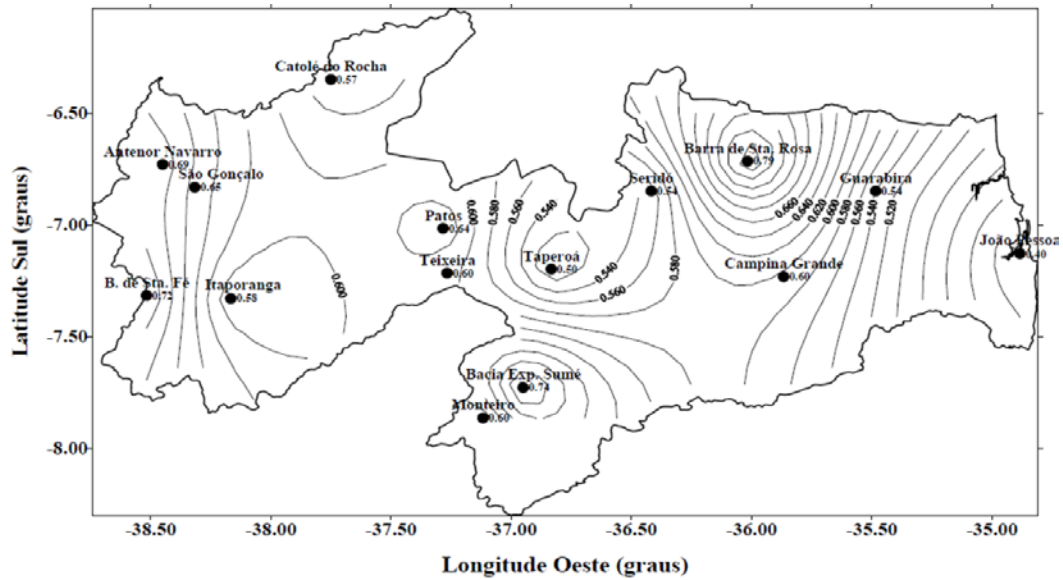 Catolé do Rocha
0.57
-6.50
Antenor Navarro
0.69
São Gonçalo
0.65
Barra de Sta. Rosa
0.79
Seridó
0.54
Guarabira
0.54
-7.00
Patos
0.64
0.600
0.580
0.560
0.540
0.660
0.640
0.620
0.600
0.580
0.560
0.540
0.520
João Pessoa
0.40
Teixeira
0.60
Taperoá
0.50
0.540
0.580
0.560
Campina Grande
0.60
B. de Sta. Fé
0.72
Itaporanga
0.58
0.600
-7.50
Bacia Exp. Sumé
0.74
Monteiro
0.60
-8.00
Latitude Sul (graus)
-38.50 -38.00 -37.50 -37.00 -36.50 -36.00 -35.50 -35.00
Longitude Oeste (graus)